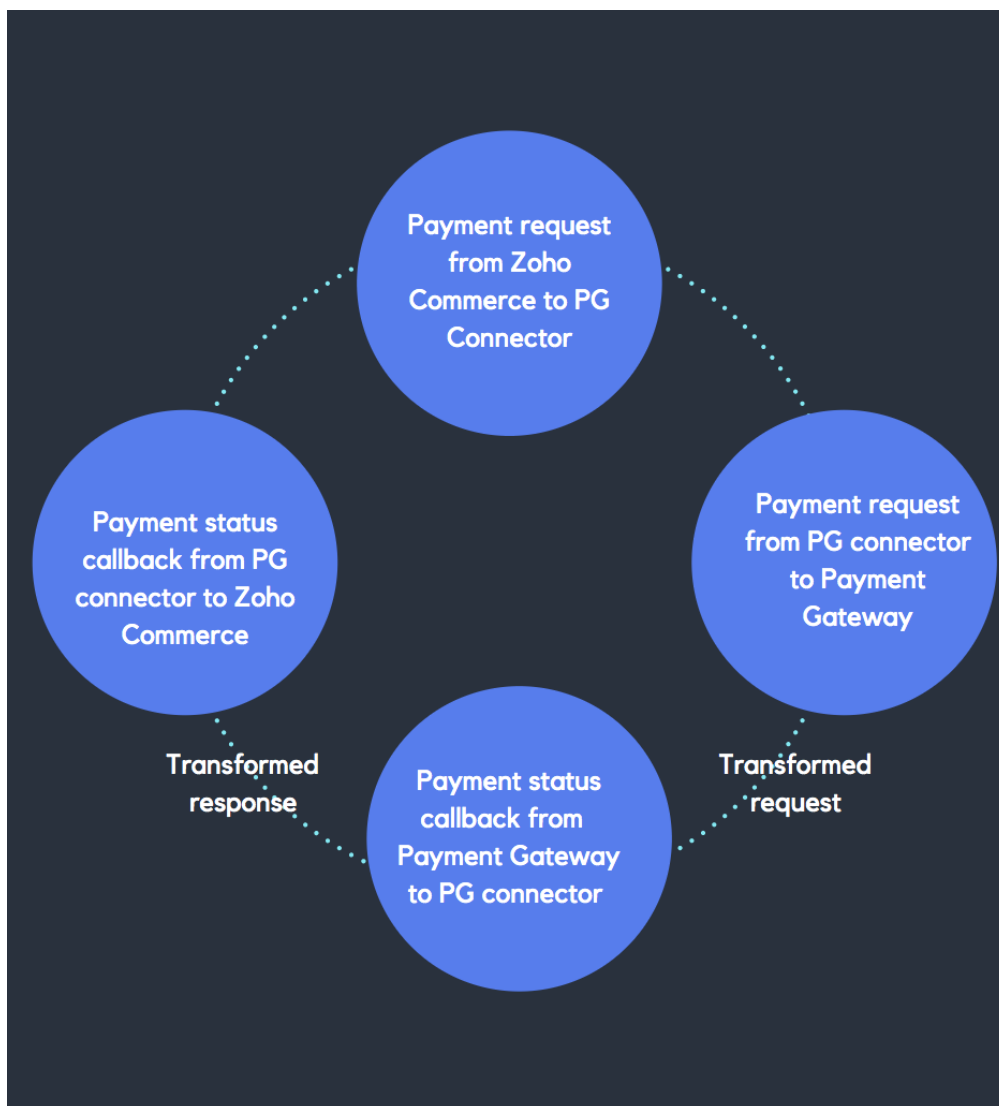 Payment request
from Zoho
Commerce to PG
Connector
Payment request
from PG connector
to Payment
Gateway
Transformed
request
Payment status
callback from
Payment Gateway
to PG connector
Transformed
response
Payment status
callback from PG
connector to Zoho
Commerce